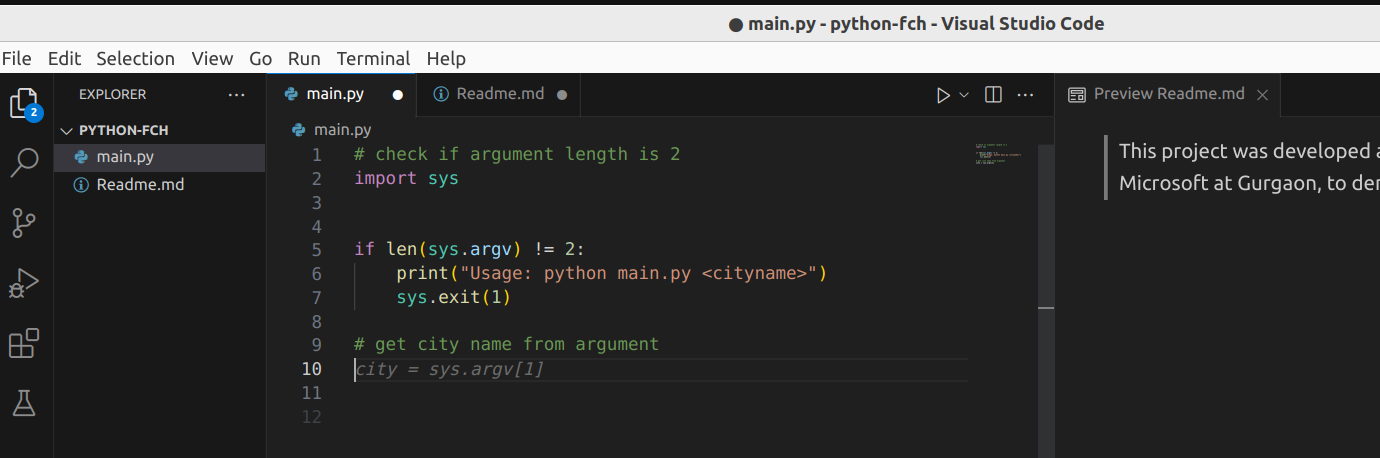 ● main.py - python-fch - Visual Studio Code
File Edit Selection View Go Run Terminal Help
EXPLORER ··· main.py ● Readme.md ● ··· Preview Readme.md ×
2
PYTHON-FCH
main.py
Readme.md
main.py
1 # check if argument length is 2
2 import sys
3
4
5 if len(sys.argv) != 2:
6 print("Usage: python main.py <cityname>")
7 sys.exit(1)
8
9 # get city name from argument
10 city = sys.argv[1]
11
12
This project was developed
Microsoft at Gurgaon, to